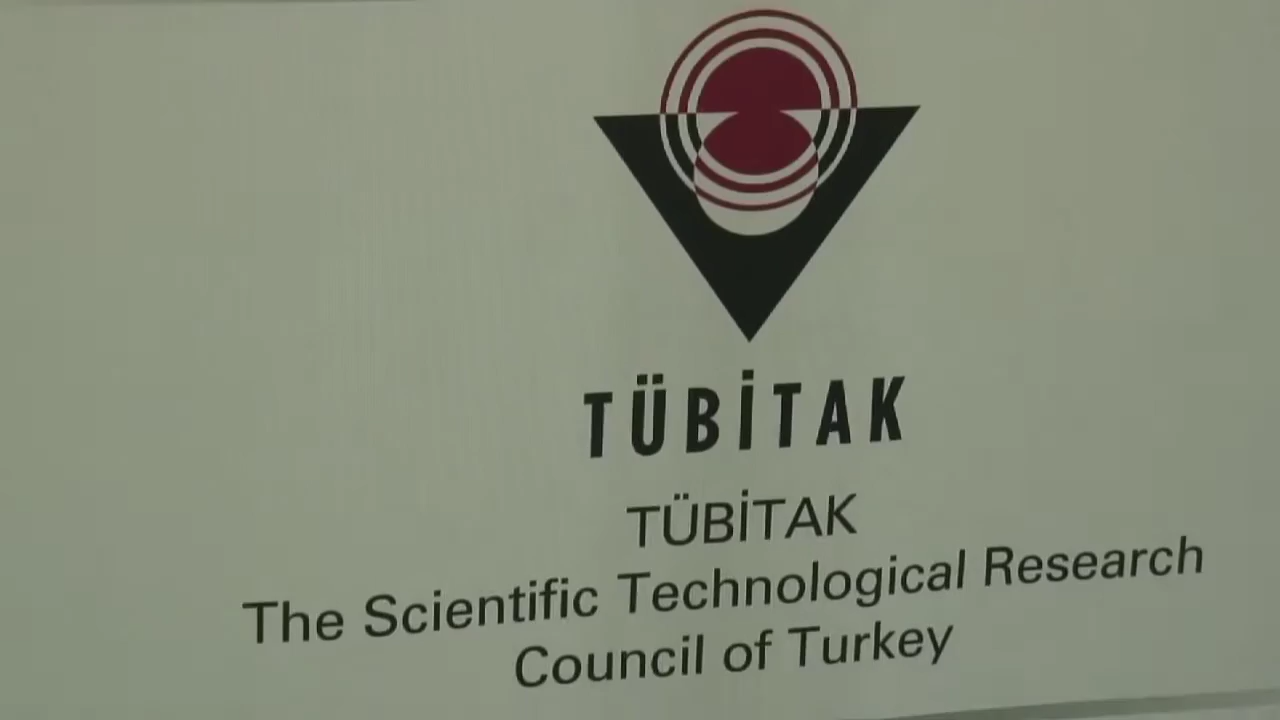 TÜBİTAK
TÜBİTAK
The Scientific Technological Research
Council of Turkey